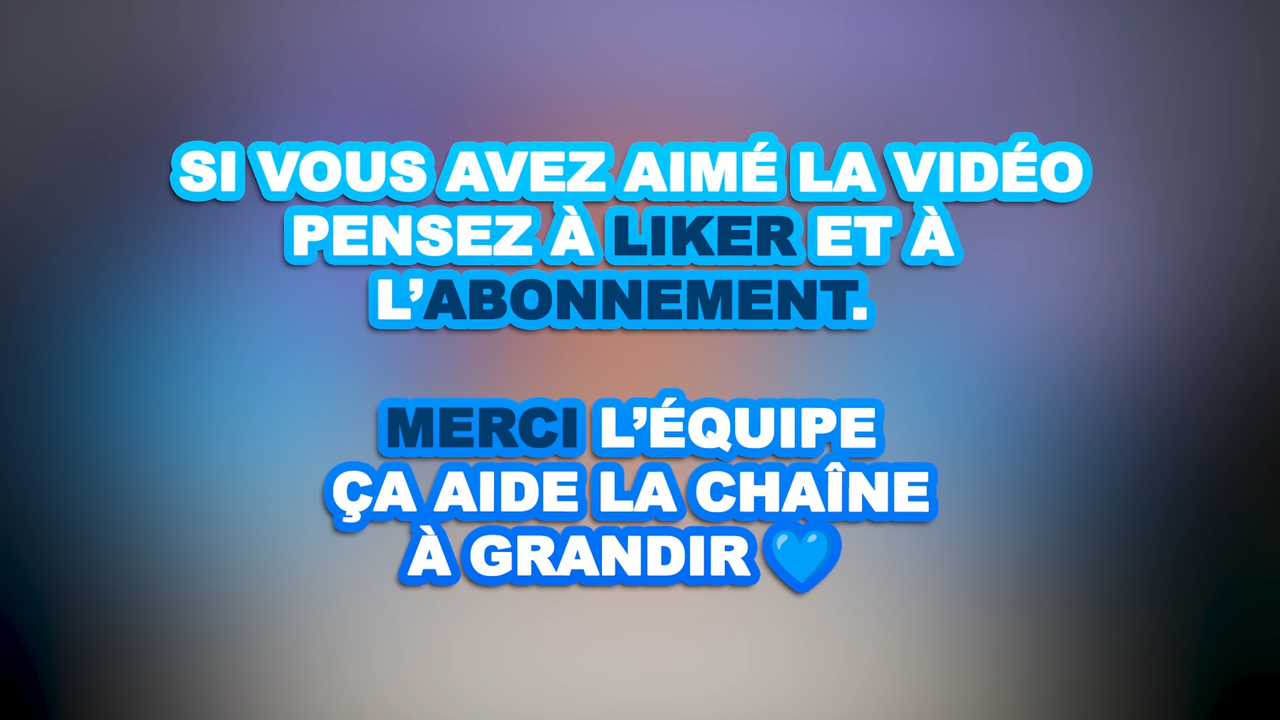 SI VOUS AVEZ AIMÉ LA VIDÉO
PENSEZ À LIKER ET À
L’ABONNEMENT.
MERCI L’ÉQUIPE
ÇA AIDE LA CHAÎNE
À GRANDIR 💙